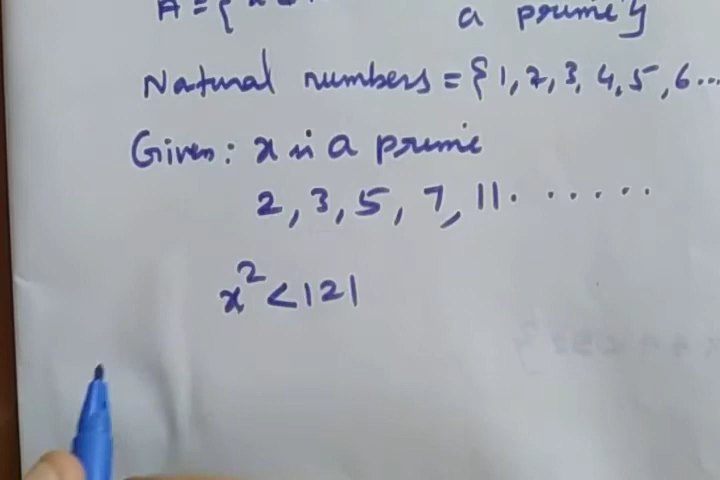 A = {
a prime}
Natural numbers = {1, 2, 3, 4, 5, 6...
Given: x is a prime
2, 3, 5, 7, 11. .....
x² < 121